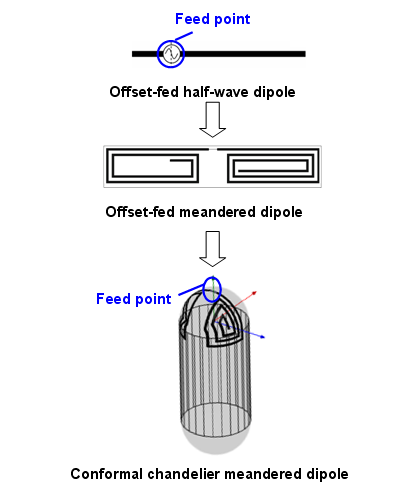 Feed point
Offset-fed half-wave dipole
Offset-fed meandered dipole
Feed point
Conformal chandelier meandered dipole